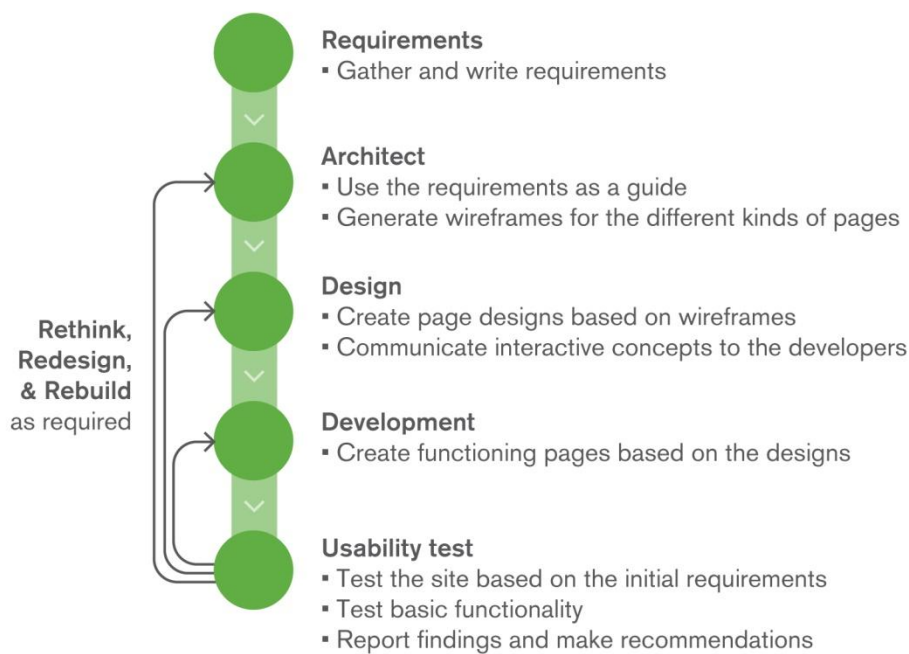 Requirements
▪ Gather and write requirements
Architect
▪ Use the requirements as a guide
▪ Generate wireframes for the different kinds of pages
Design
▪ Create page designs based on wireframes
▪ Communicate interactive concepts to the developers
Rethink,
Redesign,
& Rebuild
as required
Development
▪ Create functioning pages based on the designs
Usability test
▪ Test the site based on the initial requirements
▪ Test basic functionality
▪ Report findings and make recommendations